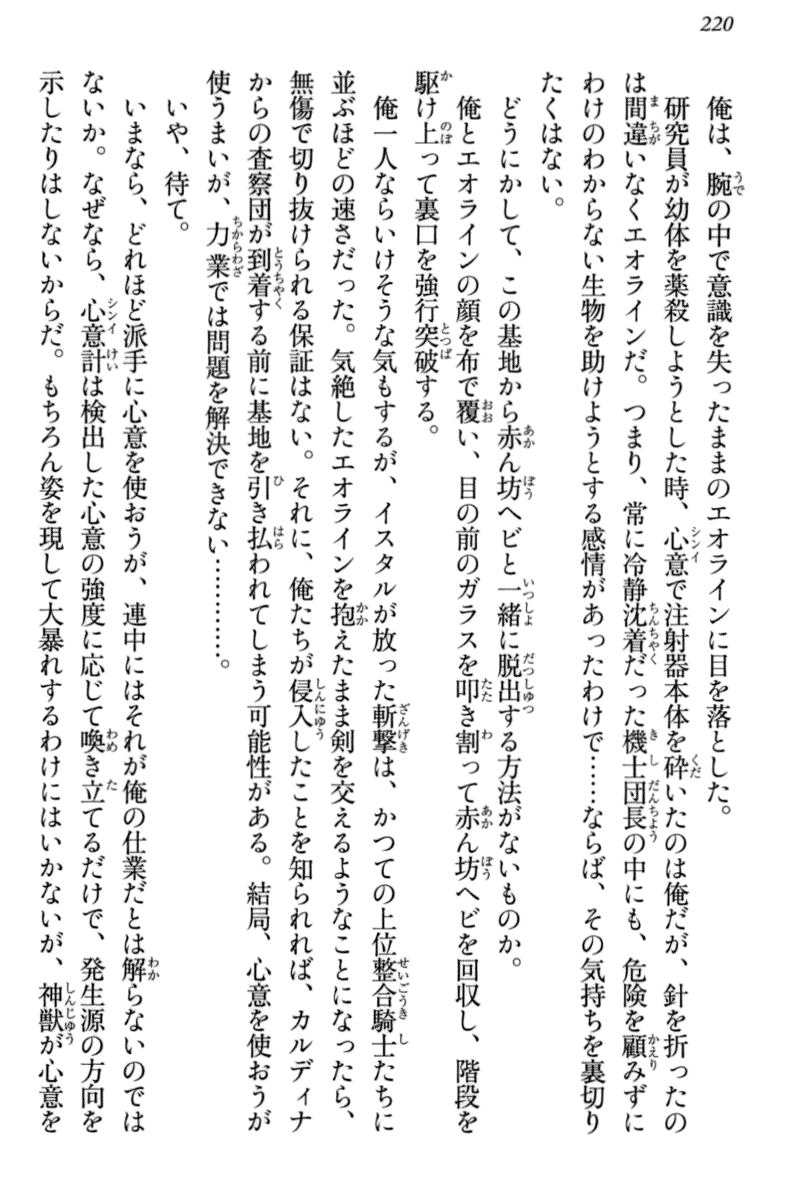 220
俺は、腕の中で意識を失ったままのエオラインに目を落とした。
研究員が幼体を薬殺しようとした時、心意で注射器本体を砕いたのは俺だが、針を折ったの
は間違いなくエオラインだ。つまり、常に冷静沈着だった機士団長の中にも、危険を顧みずに
わけのわからない生物を助けようとする感情があったわけで……ならば、その気持ちを裏切り
たくはない。
どうにかして、この基地から赤ん坊ヘビと一緒に脱出する方法がないものか。
俺とエオラインの顔を布で覆い、目の前のガラスを叩き割って赤ん坊ヘビを回収し、階段を
駆け上って裏口を強行突破する。
俺一人ならいけそうな気もするが、イスタルが放った斬撃は、かつての上位整合騎士たちに
並ぶほどの速さだった。気絶したエオラインを抱えたまま剣を交えるようなことになったら、
無傷で切り抜けられる保証はない。それに、俺たちが侵入したことを知られれば、カルディナ
からの査察団が到着する前に基地を引き払われてしまう可能性がある。結局、心意を使おうが
使うまいが、力業では問題を解決できない…………。
いや、待て。
いまなら、どれほど派手に心意を使おうが、連中にはそれが俺の仕業だとは解らないのでは
ないか。なぜなら、心意計は検出した心意の強度に応じて喚き立てるだけで、発生源の方向を
示したりはしないからだ。もちろん姿を現して大暴れするわけにはいかないが、神獣が心意を